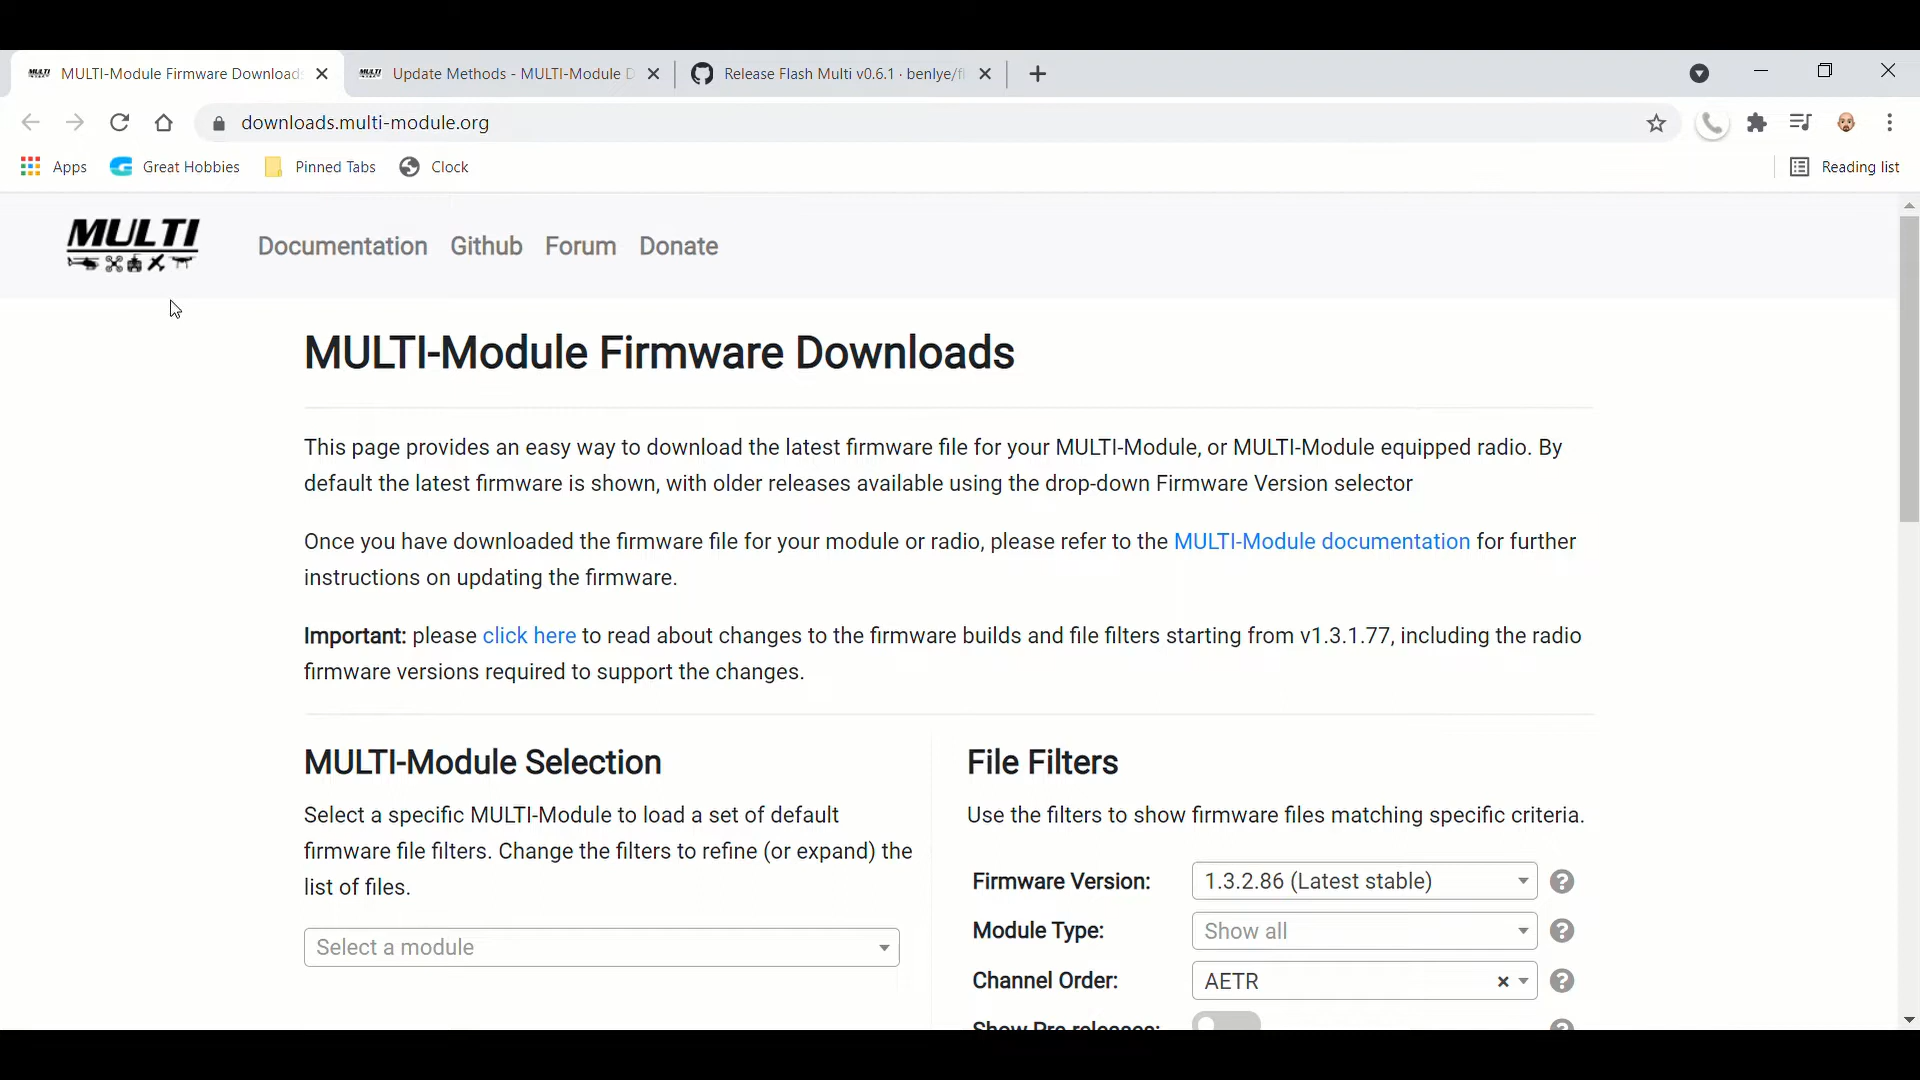 MULTI-Module Firmware Downloads
Update Methods - MULTI-Module D
Release Flash Multi v0.6.1 · benlye/fl
downloads.multi-module.org
Apps
Great Hobbies
Pinned Tabs
Clock
Reading list
MULTI
Documentation
Github
Forum
Donate
MULTI-Module Firmware Downloads
This page provides an easy way to download the latest firmware file for your MULTI-Module, or MULTI-Module equipped radio. By
default the latest firmware is shown, with older releases available using the drop-down Firmware Version selector
Once you have downloaded the firmware file for your module or radio, please refer to the MULTI-Module documentation for further
instructions on updating the firmware.
Important: please click here to read about changes to the firmware builds and file filters starting from v1.3.1.77, including the radio
firmware versions required to support the changes.
MULTI-Module Selection
Select a specific MULTI-Module to load a set of default
firmware file filters. Change the filters to refine (or expand) the
list of files.
Select a module
File Filters
Use the filters to show firmware files matching specific criteria.
Firmware Version:
1.3.2.86 (Latest stable)
Module Type:
Show all
Channel Order:
AETR
Show Pre-releases: